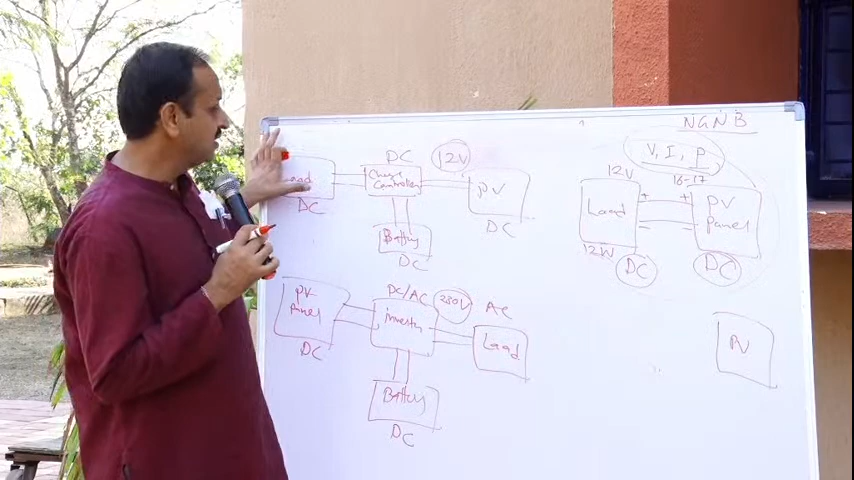 NGNB
V, I, P
DC
12V
Load
Charge
Controller
PV
DC
DC
Battery
DC
12V
16-17
Load
PV
Panel
12W
DC
DC
PV
Panel
DC
DC/AC
inverter
230V
AC
Load
Battery
DC
PV